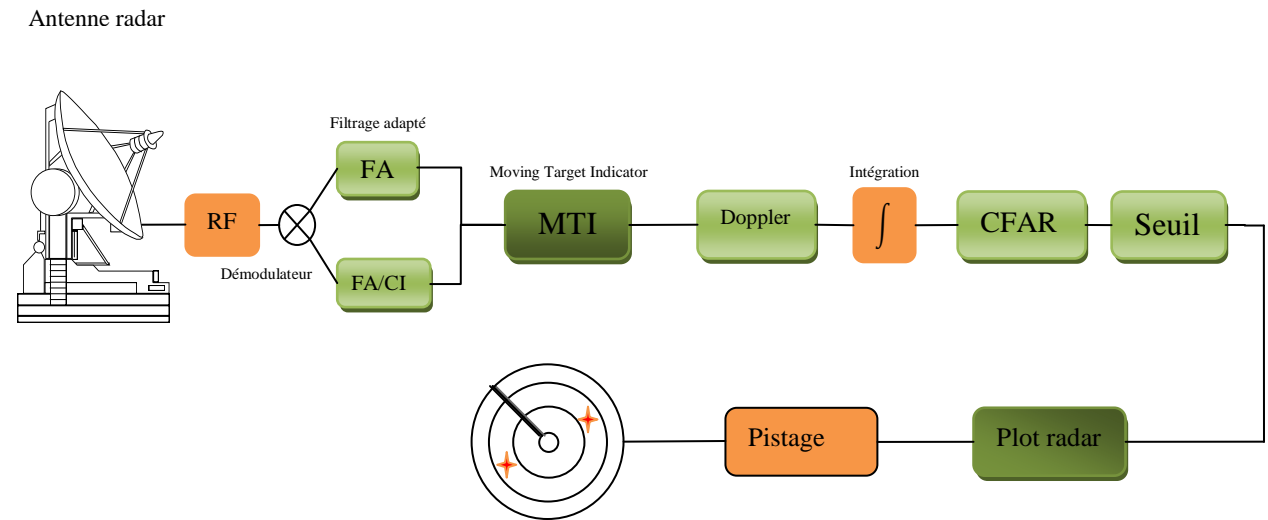 Antenne radar
Filtrage adapté
FA
Moving Target Indicator
Intégration
RF
MTI
Doppler
∫
CFAR
Seuil
Démodulateur
FA/CI
Pistage
Plot radar